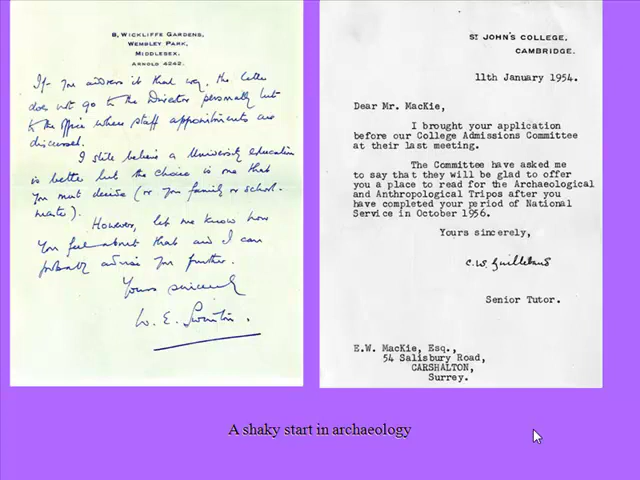 8, WICKLIFFE GARDENS,
WEMBLEY PARK,
MIDDLESEX.
ARNOLD 4242.
If you address it that way, the letter
does not go to the Director personally but
to the office where staff appointments are
discussed.
I still believe a University education
is better but the choice is one that
you must decide (or your family or school-
master).
However, let me know how
you feel about that and I can
probably advise you further.
Yours sincerely
W. E. Swinton.
ST JOHN'S COLLEGE,
CAMBRIDGE.
11th January 1954.
Dear Mr. MacKie,
I brought your application
before our College Admissions Committee
at their last meeting.
The Committee have asked me
to say that they will be glad to offer
you a place to read for the Archaeological
and Anthropological Tripos after you
have completed your period of National
Service in October 1956.
Yours sincerely,
C.W. Guillebaud
Senior Tutor.
E.W. MacKie, Esq.,
54 Salisbury Road,
CARSHALTON,
Surrey.
A shaky start in archaeology